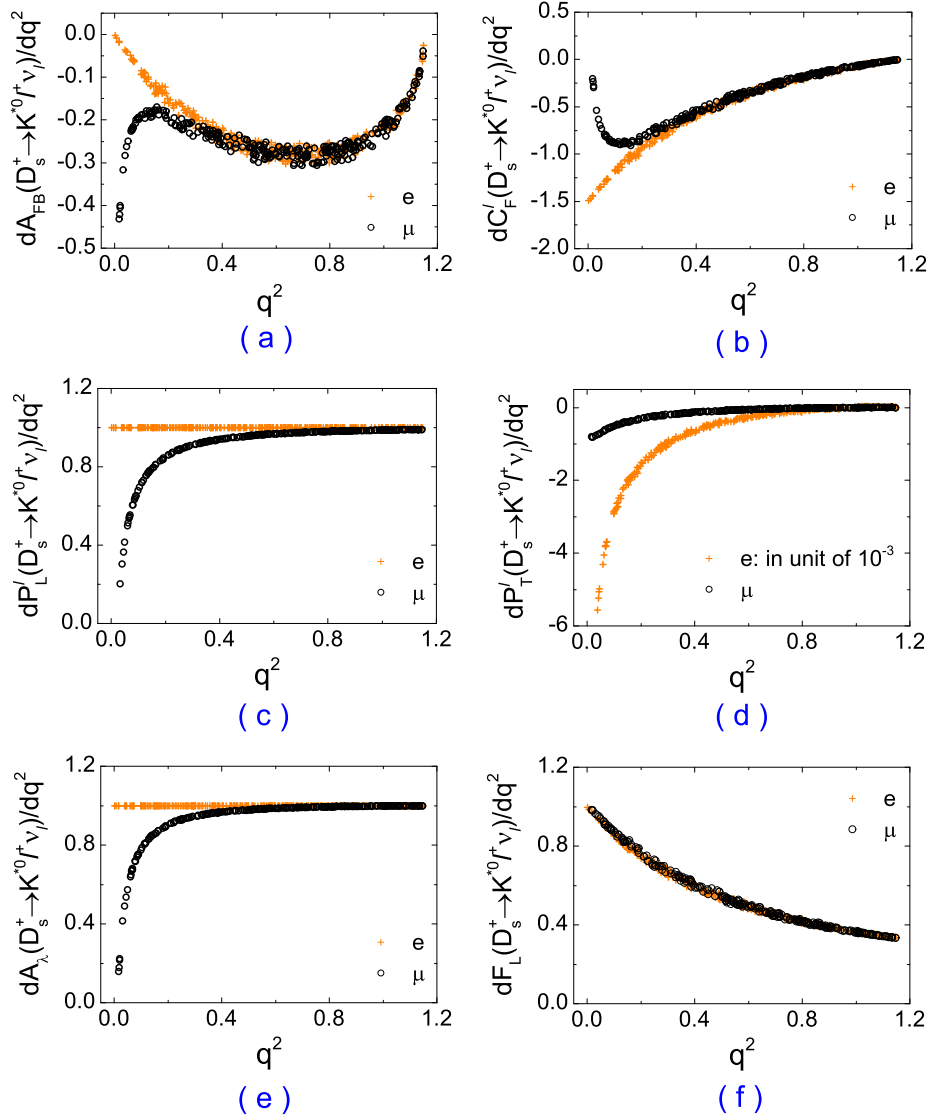 dA_FB(D_s^+→K^*0 l^+ν_l)/dq^2
0.0
-0.1
-0.2
-0.3
-0.4
-0.5
e
μ
0.0 0.4 0.8 1.2
q^2
( a )
dC_F^l(D_s^+→K^*0 l^+ν_l)/dq^2
0.5
0.0
-0.5
-1.0
-1.5
-2.0
e
μ
0.0 0.4 0.8 1.2
q^2
( b )
dP_L^l(D_s^+→K^*0 l^+ν_l)/dq^2
1.2
0.8
0.4
0.0
e
μ
0.0 0.4 0.8 1.2
q^2
( c )
dP_T^l(D_s^+→K^*0 l^+ν_l)/dq^2
0
-2
-4
-6
e: in unit of 10^-3
μ
0.0 0.4 0.8 1.2
q^2
( d )
dA_λ(D_s^+→K^*0 l^+ν_l)/dq^2
1.2
0.8
0.4
0.0
e
μ
0.0 0.4 0.8 1.2
q^2
( e )
dF_L(D_s^+→K^*0 l^+ν_l)/dq^2
1.2
0.8
0.4
0.0
e
μ
0.0 0.4 0.8 1.2
q^2
( f )